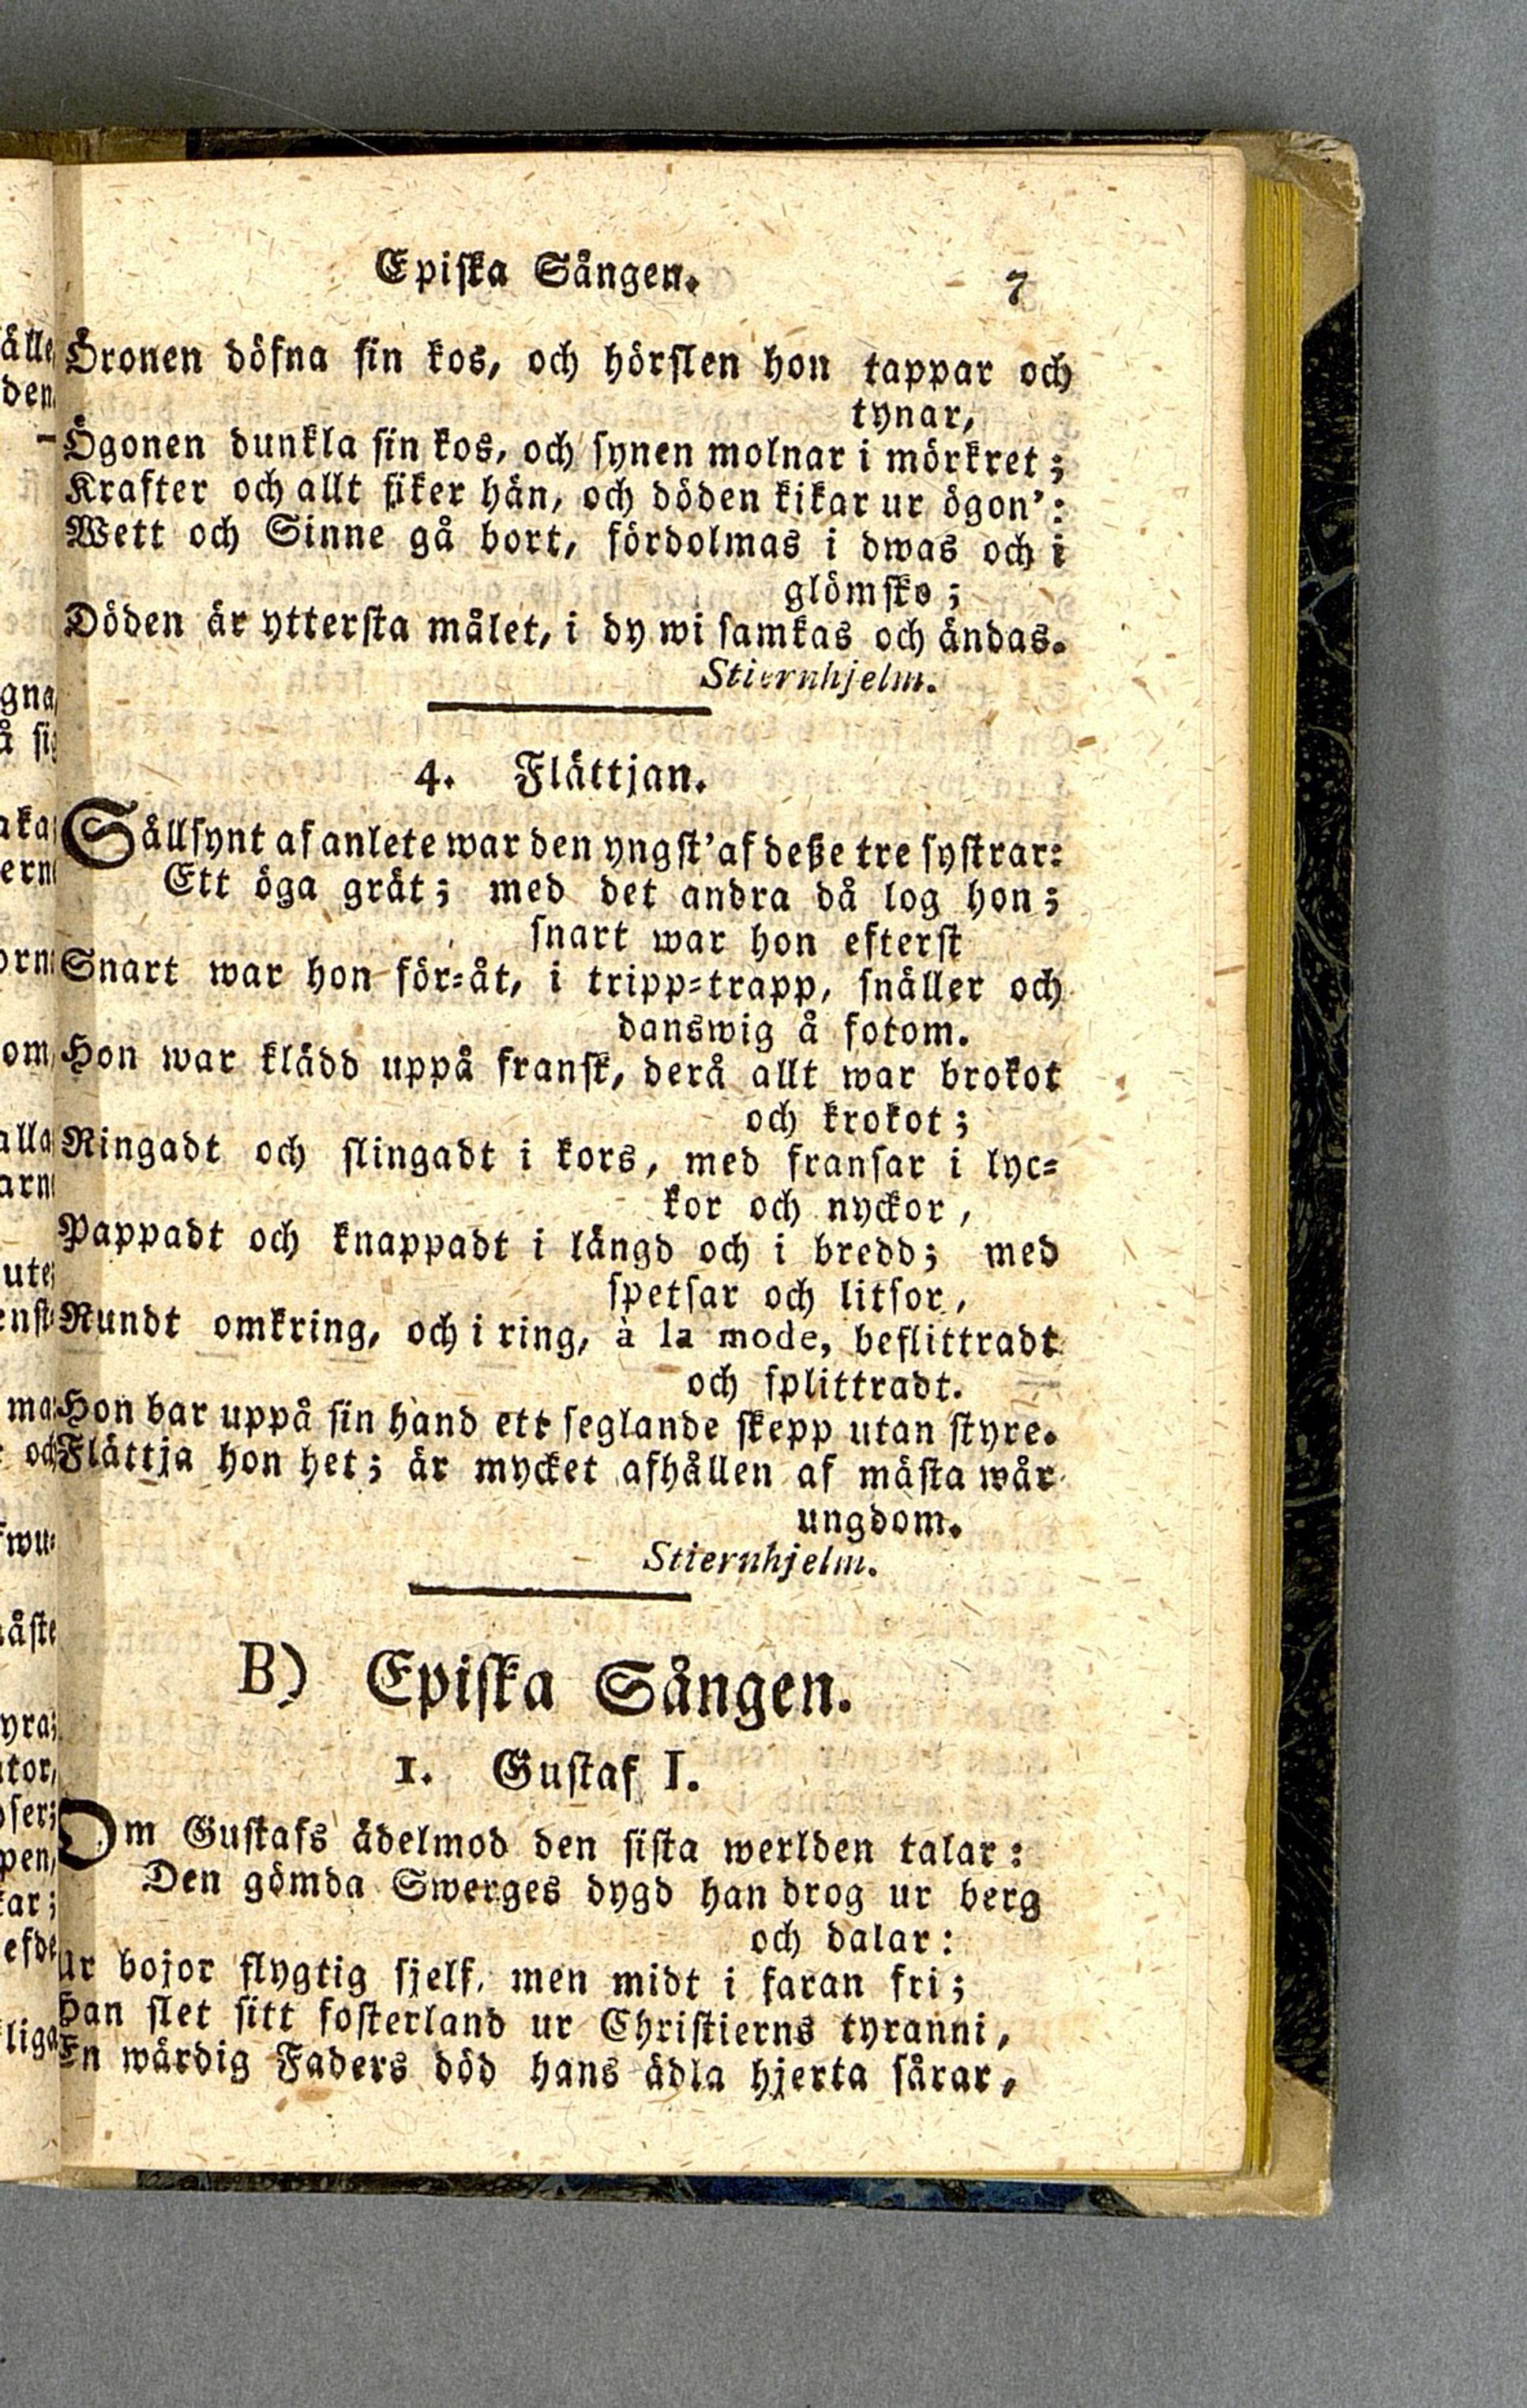 Episka Sången. 7
Öronen döfna sin kos, och hörslen hon tappar och
tynar,
Ögonen dunkla sin kos, och synen molnar i mörkret;
Krafter och allt siker hän, och döden kikar ur ögon':
Wett och Sinne gå bort, fördolmas i dwas och i
glömsko;
Döden är yttersta målet, i dy wi samkas och ändas.
Stiernhjelm.
4. Flättjan.
Sällsynt af anlete war den yngst' af deße tre systrar:
Ett öga grät; med det andra då log hon;
snart war hon efterst
Snart war hon för-åt, i tripp-trapp, snäller och
danswig å fotom.
Hon war klädd uppå fransk, derå allt war brokot
och krokot;
Ringadt och slingadt i kors, med fransar i lyc-
kor och nyckor,
Pappadt och knappadt i längd och i bredd; med
spetsar och litsor,
Rundt omkring, och i ring, à la mode, beflittradt
och splittradt.
Hon bar uppå sin hand ett seglande skepp utan styre.
Flättja hon het; är mycket afhållen af mästa wår
ungdom.
Stiernhjelm.
B) Episka Sången.
1. Gustaf I.
Om Gustafs ädelmod den sista werlden talar:
Den gömda Swerges dygd han drog ur berg
och dalar:
Ur bojor flygtig sjelf, men midt i faran fri;
Han slet sitt fosterland ur Christierns tyranni,
En wärdig Faders död hans ädla hjerta sårar,